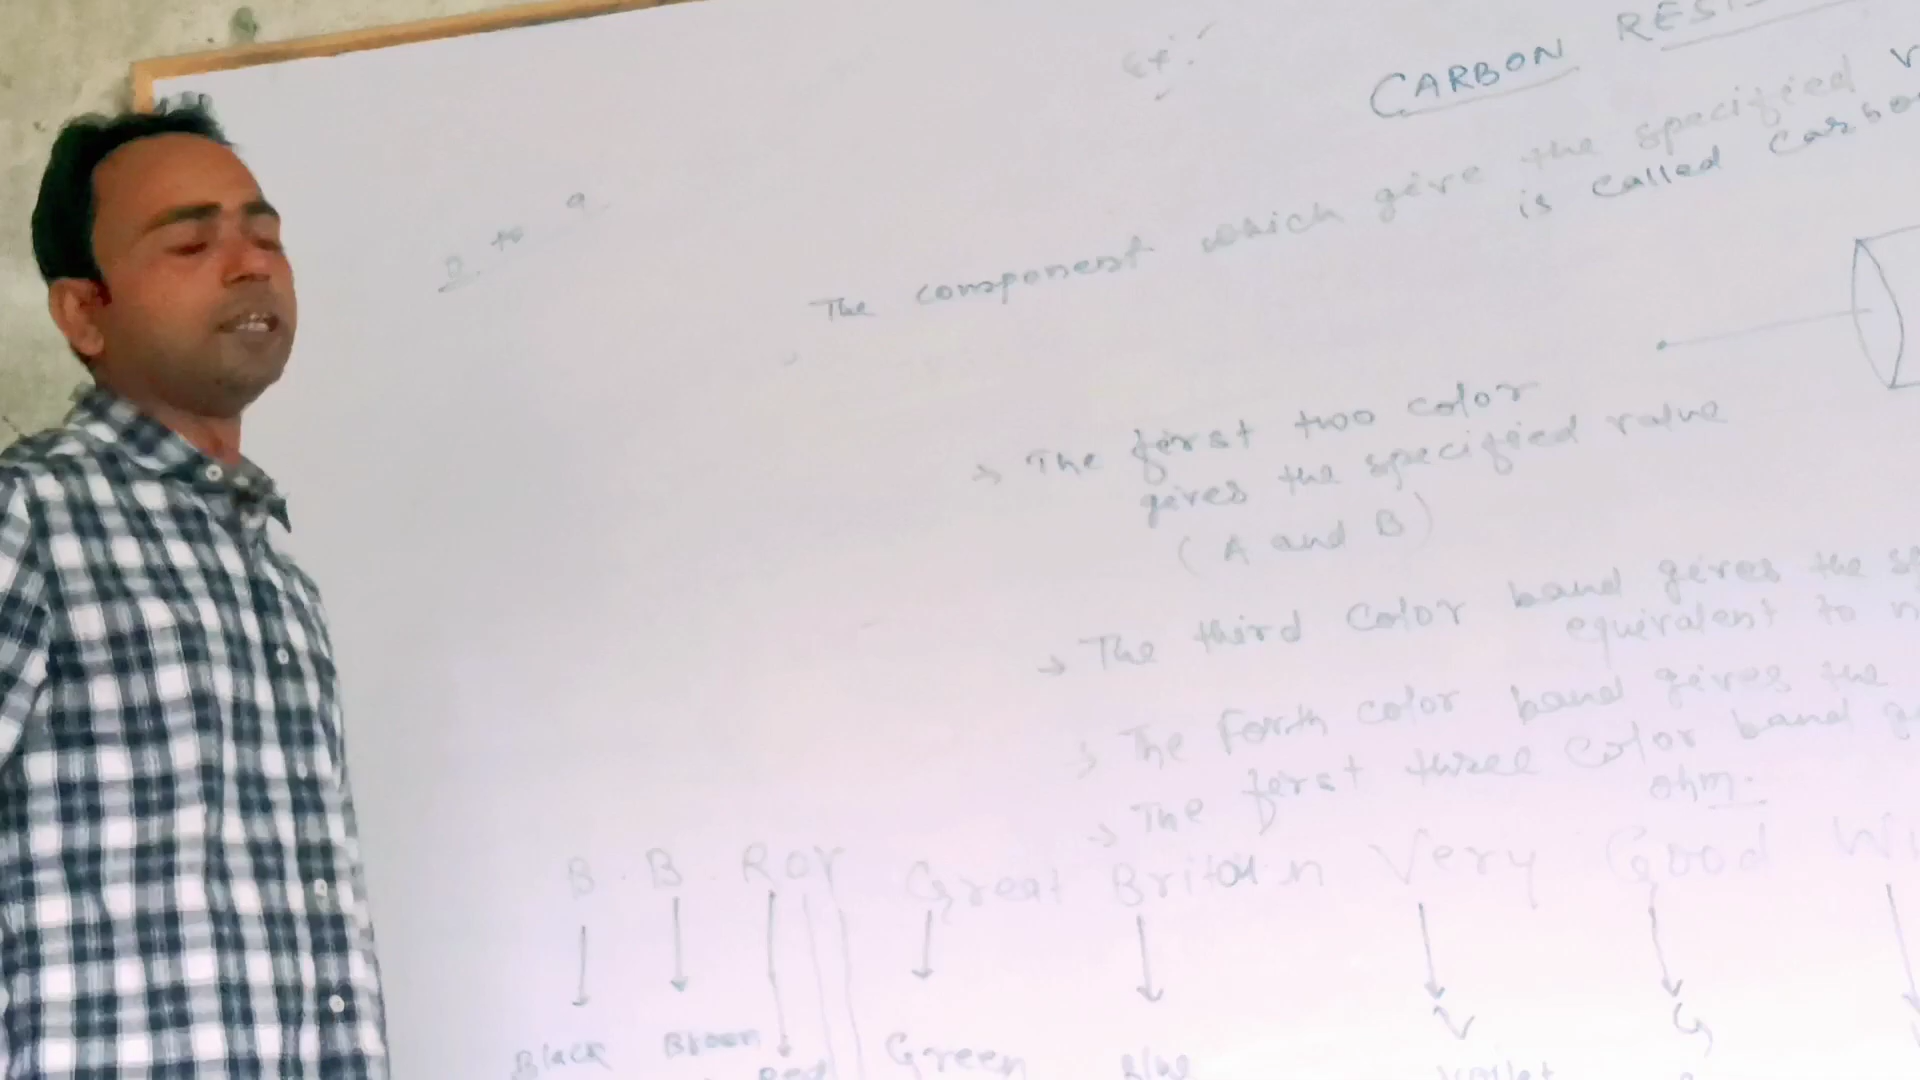 Ex:
CARBON RESI
0 to 9
The component which give the specified v
is called carbo
→ The first two color
gives the specified value
(A and B)
→ The third color band gives the s
equivalent to n
→ The Forth color band gives the
→ The first three color band g
ohm.
B. B. ROY Great Britain Very Good Wi
Black Brown Red Green Blue V G